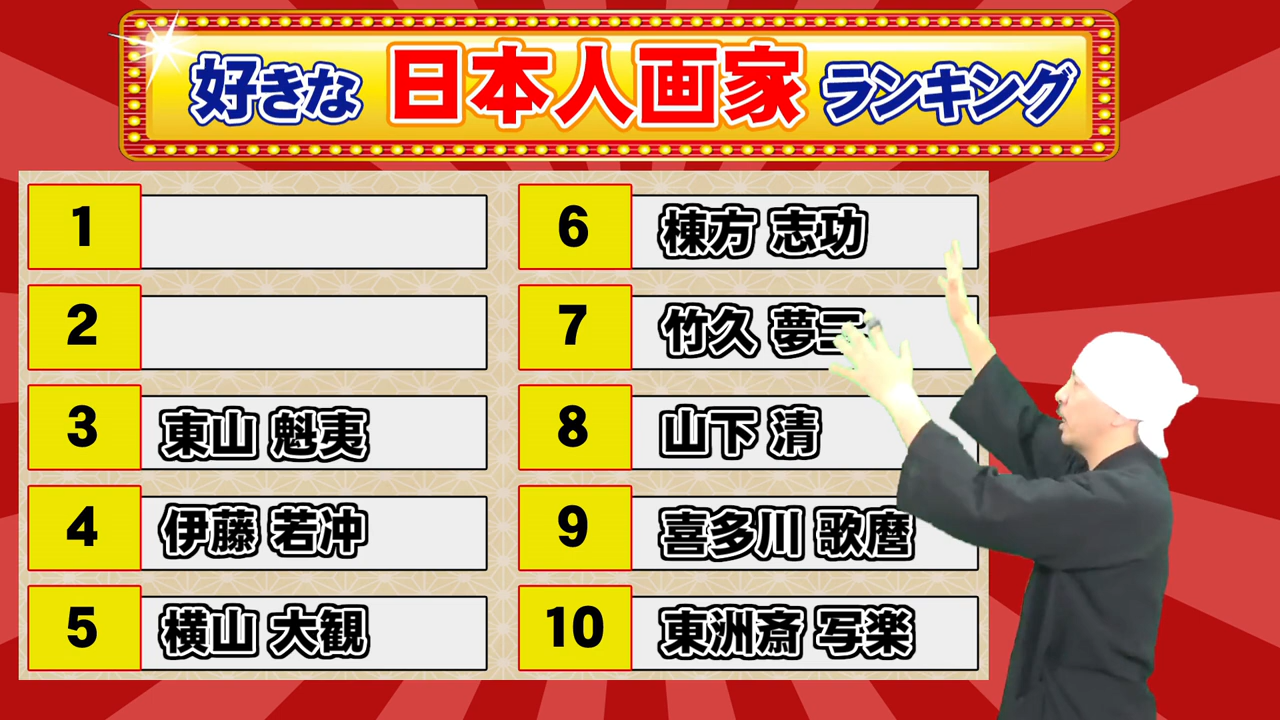 好きな 日本人画家 ランキング
1
2
3 東山 魁夷
4 伊藤 若冲
5 横山 大観
6 棟方 志功
7 竹久 夢二
8 山下 清
9 喜多川 歌麿
10 東洲斎 写楽